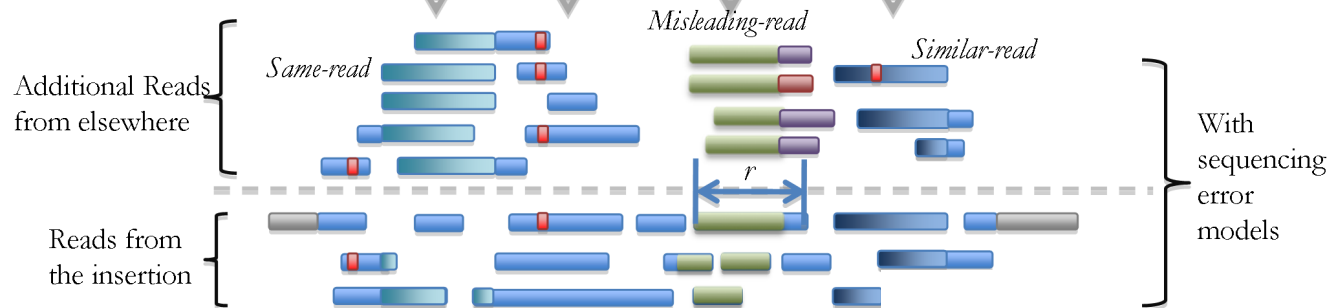 Misleading-read
Similar-read
Same-read
Additional Reads
from elsewhere
r
With
sequencing
error
models
Reads from
the insertion